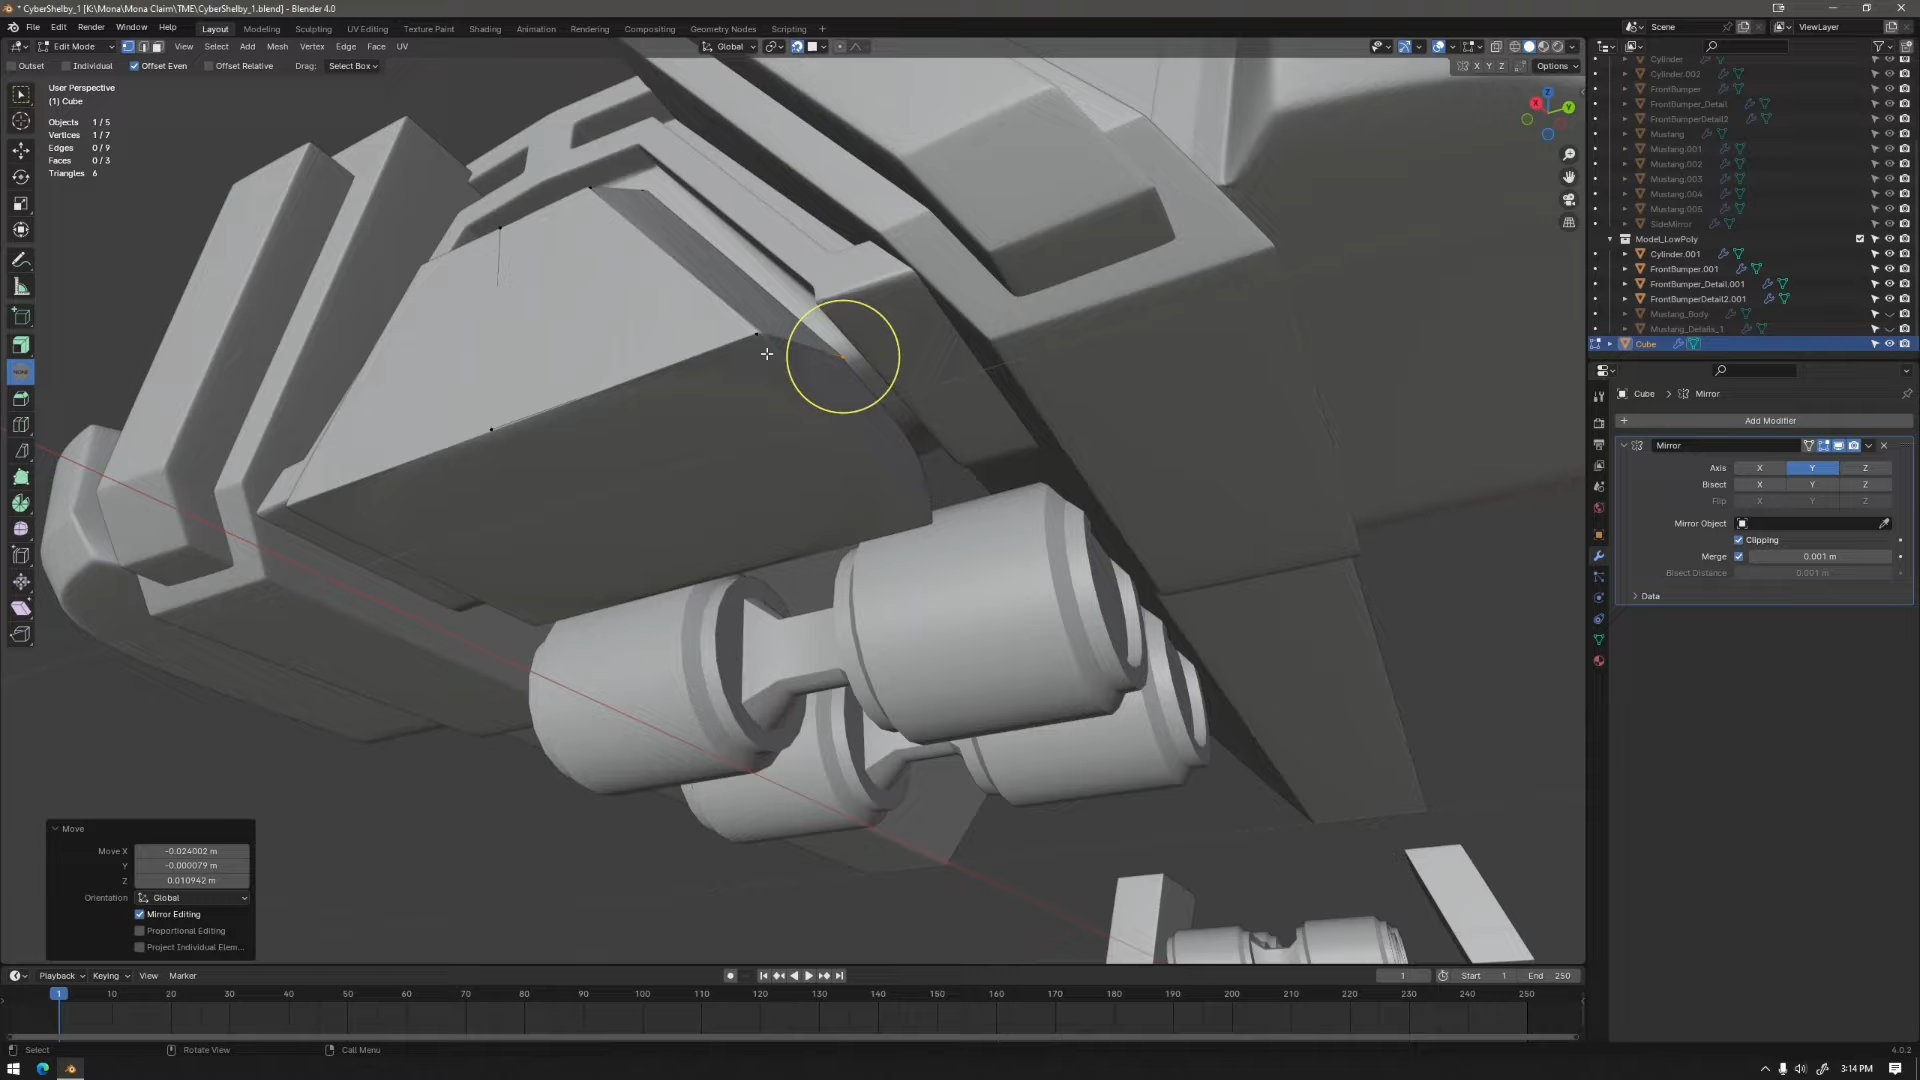 * CyberShelby_1 [K:\Mona\Mona Claim\TME\CyberShelby_1.blend] - Blender 4.0
File Edit Render Window Help Layout Modeling Sculpting UV Editing Texture Paint Shading Animation Rendering Compositing Geometry Nodes Scripting + Scene ViewLayer
Edit Mode View Select Add Mesh Vertex Edge Face UV Global
Outset Individual Offset Even Offset Relative Drag: Select Box X Y Z Options
User Perspective
(1) Cube
Objects 1/5
Vertices 1/7
Edges 0/9
Faces 0/3
Triangles 6
Z
X
Y
Cylinder
Cylinder.002
FrontBumper
FrontBumper_Detail
FrontBumperDetail2
Mustang
Mustang.001
Mustang.002
Mustang.003
Mustang.004
Mustang.005
SideMirror
Model_LowPoly
Cylinder.001
FrontBumper.001
FrontBumper_Detail.001
FrontBumperDetail2.001
Mustang_Body
Mustang_Details_1
Cube
Cube > Mirror
+ Add Modifier
Mirror
Axis X Y Z
Bisect X Y Z
Flip X Y Z
Mirror Object
Clipping
Merge 0.001 m
Bisect Distance 0.001 m
Data
Move
Move X -0.024002 m
Y -0.000079 m
Z 0.010942 m
Orientation Global
Mirror Editing
Proportional Editing
Project Individual Elem...
Playback Keying View Marker 1 Start 1 End 250
1 10 20 30 40 50 60 70 80 90 100 110 120 130 140 150 160 170 180 190 200 210 220 230 240 250
Select Rotate View Call Menu 4.0.2
3:14 PM